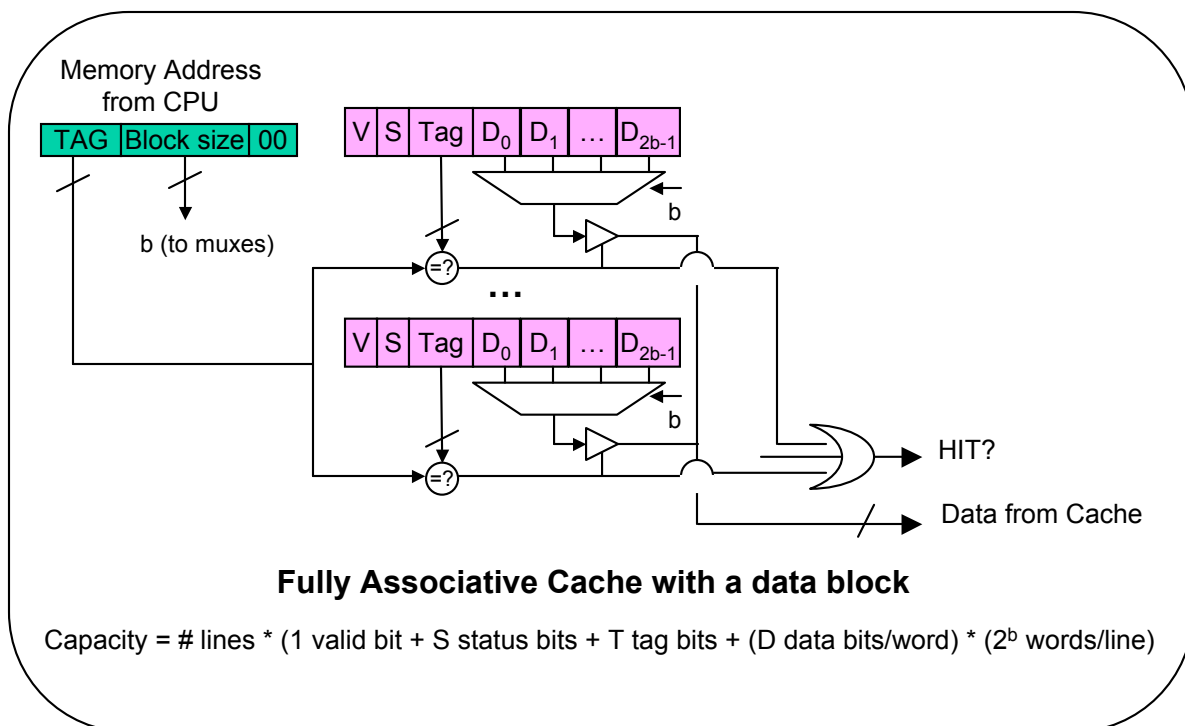 Memory Address
from CPU
TAG Block size 00
b (to muxes)
V S Tag D0 D1 … D2b-1
b
=?
…
V S Tag D0 D1 … D2b-1
b
=?
HIT?
Data from Cache
Fully Associative Cache with a data block
Capacity = # lines * (1 valid bit + S status bits + T tag bits + (D data bits/word) * (2ᵇ words/line)